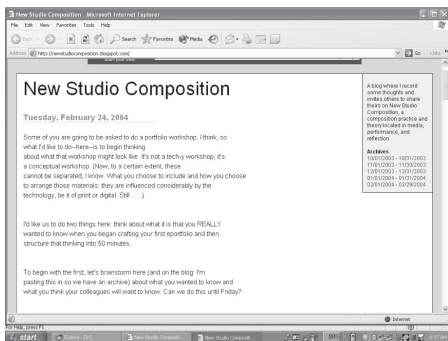 New Studio Composition - Microsoft Internet Explorer
File Edit View Favorites Tools Help
Back Search Favorites Media
Address http://newstudiocomposition.blogspot.com/ Go Links
New Studio Composition
Tuesday, February 24, 2004
Some of you are going to be asked to do a portfolio workshop, I think, so
what I'd like to do--here--is to begin thinking
about what that workshop might look like. It's not a tech-y workshop; it's
a conceptual workshop. (Now, to a certain extent, these
cannot be separated, I know. What you choose to include and how you choose
to arrange those materials: they are influenced considerably by the
technology, be it of print or digital. Still . . .)
I'd like us to do two things here: think about what it is that you REALLY
wanted to know when you began crafting your first eportfolio and then
structure that thinking into 50 minutes.
To begin with the first, let's brainstorm here (and on the blog: I'm
pasting this in so we have an archive) about what you wanted to know and
what you think your colleagues will want to know. Can we do this until Friday?
A blog where I record
some thoughts and
invites others to share
theirs on New Studio
Composition, a
composition practice and
theory located in media,
performance, and
reflection.
Archives
10/01/2003 - 10/31/2003
11/01/2003 - 11/30/2003
12/01/2003 - 12/31/2003
01/01/2004 - 01/31/2004
02/01/2004 - 02/29/2004
Internet
For Help, press F1
start
New Studio Composit...
New Studio Composit...
100%